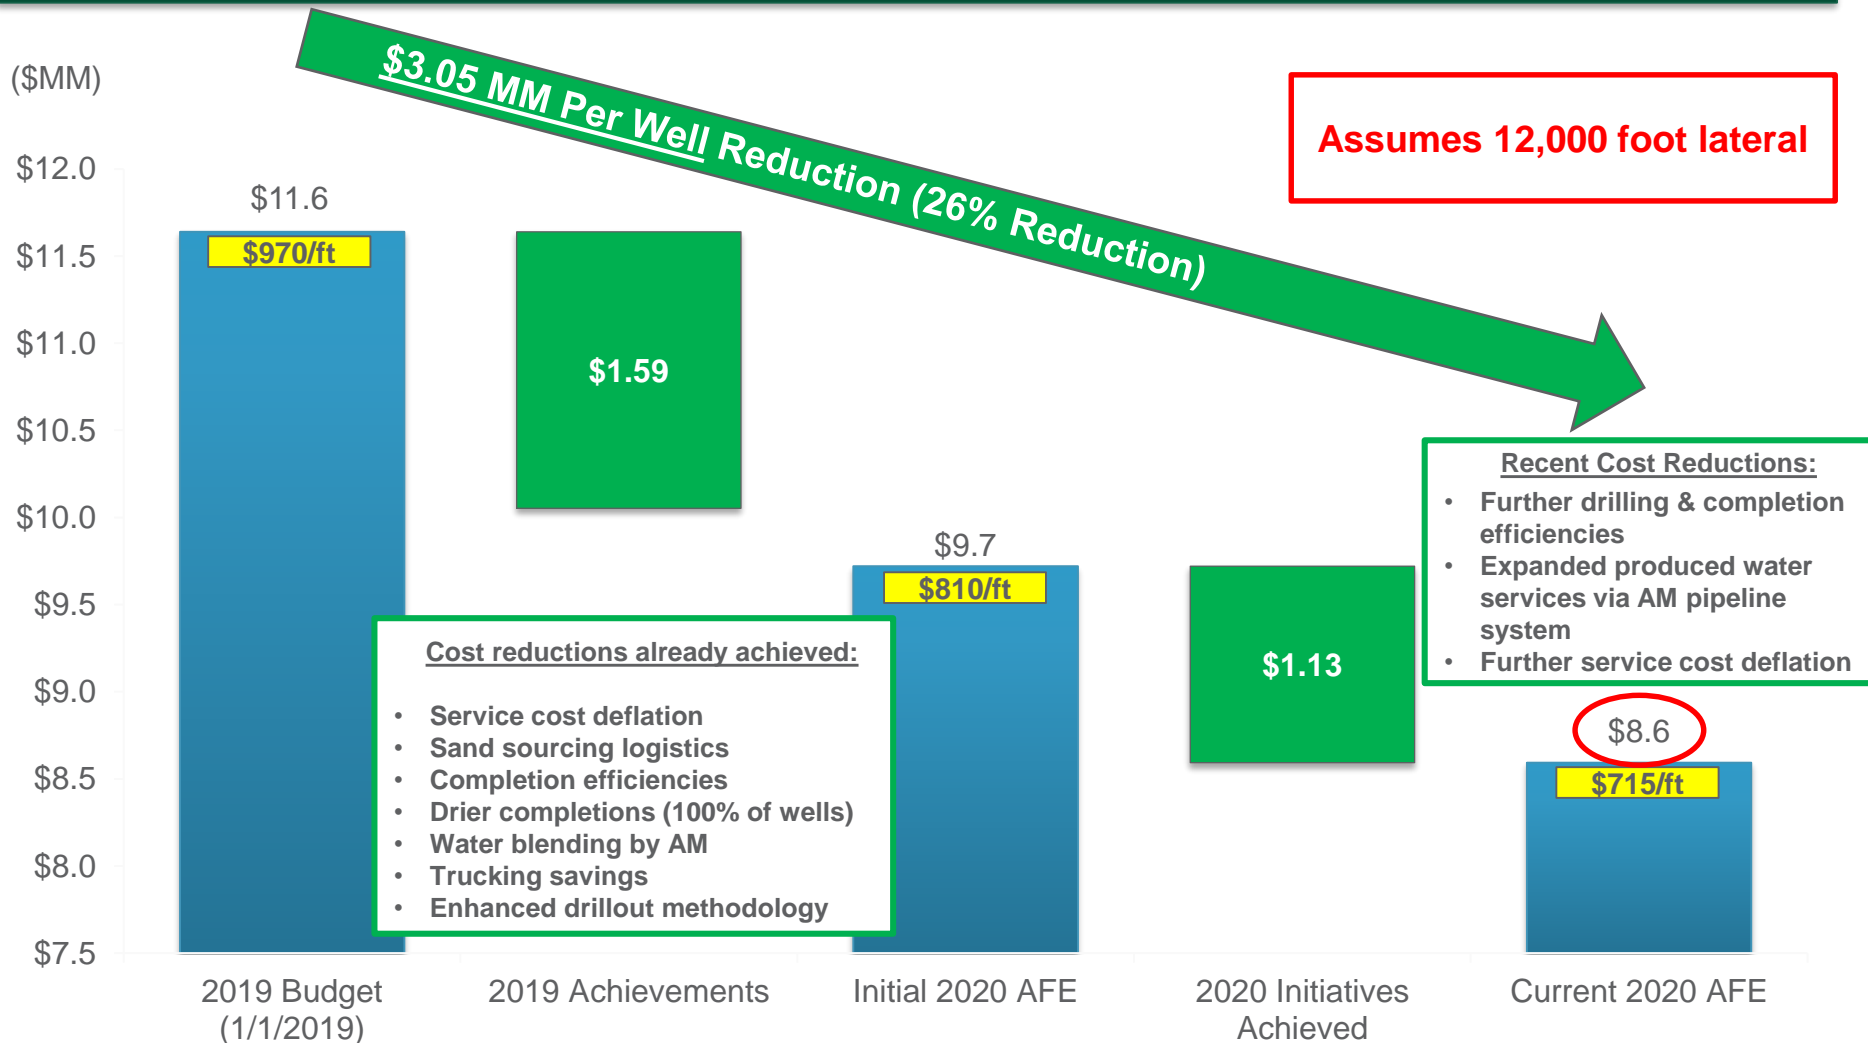 ($MM)
$3.05 MM Per Well Reduction (26% Reduction)
Assumes 12,000 foot lateral
$12.0
$11.5
$11.0
$10.5
$10.0
$9.5
$9.0
$8.5
$8.0
$7.5
$11.6
$970/ft
$1.59
$9.7
$810/ft
$1.13
$8.6
$715/ft
Cost reductions already achieved:
• Service cost deflation
• Sand sourcing logistics
• Completion efficiencies
• Drier completions (100% of wells)
• Water blending by AM
• Trucking savings
• Enhanced drillout methodology
Recent Cost Reductions:
• Further drilling & completion
efficiencies
• Expanded produced water
services via AM pipeline
system
• Further service cost deflation
2019 Budget
(1/1/2019)
2019 Achievements
Initial 2020 AFE
2020 Initiatives
Achieved
Current 2020 AFE